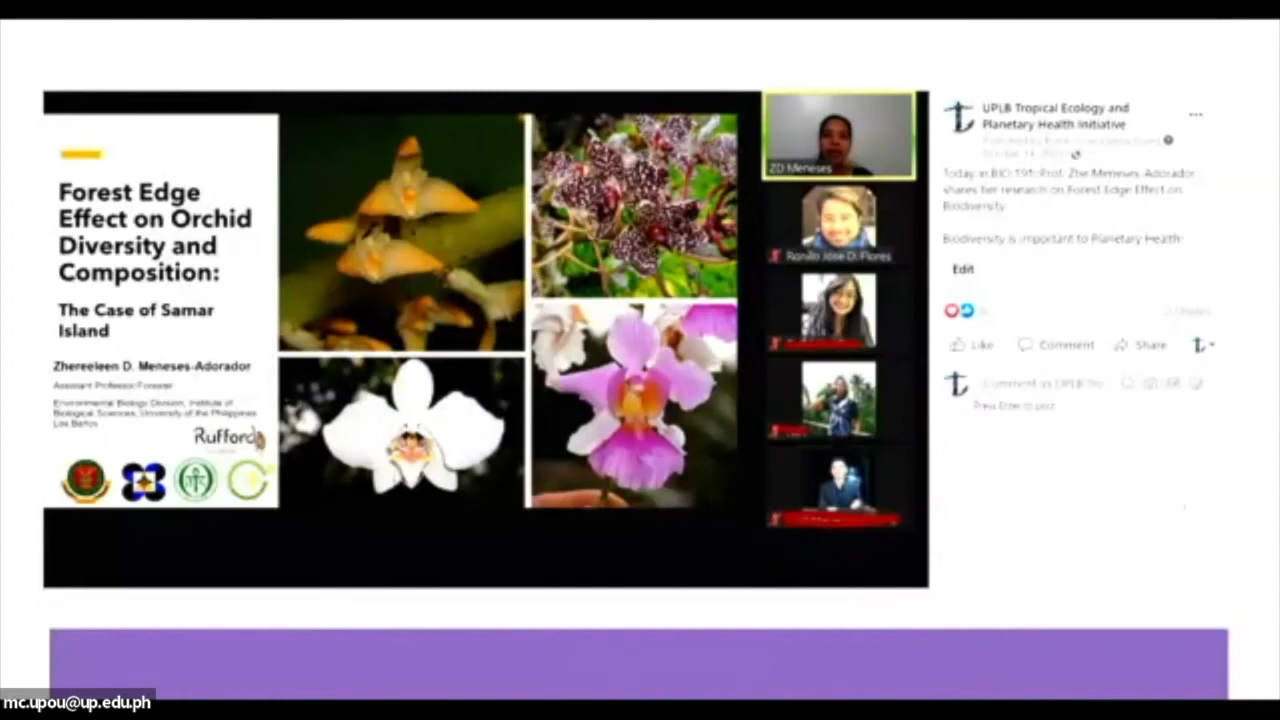 Forest Edge
Effect on Orchid
Diversity and
Composition:
The Case of Samar
Island
Zhereeleen D. Meneses-Adorador
Assistant Professor/Forester
Environmental Biology Division, Institute of
Biological Sciences, University of the Philippines
Los Baños
Rufford
ZD Meneses
Ronillo Jose D. Flores
UPLB Tropical Ecology and
Planetary Health Initiative
Today in BIO 191: Prof. Zhe Meneses Adorador
shares her research on Forest Edge Effect on
Biodiversity
Biodiversity is important to Planetary Health
Edit
Like
Comment
Share
Comment as UPLB
Press Enter to post
mc.upou@up.edu.ph